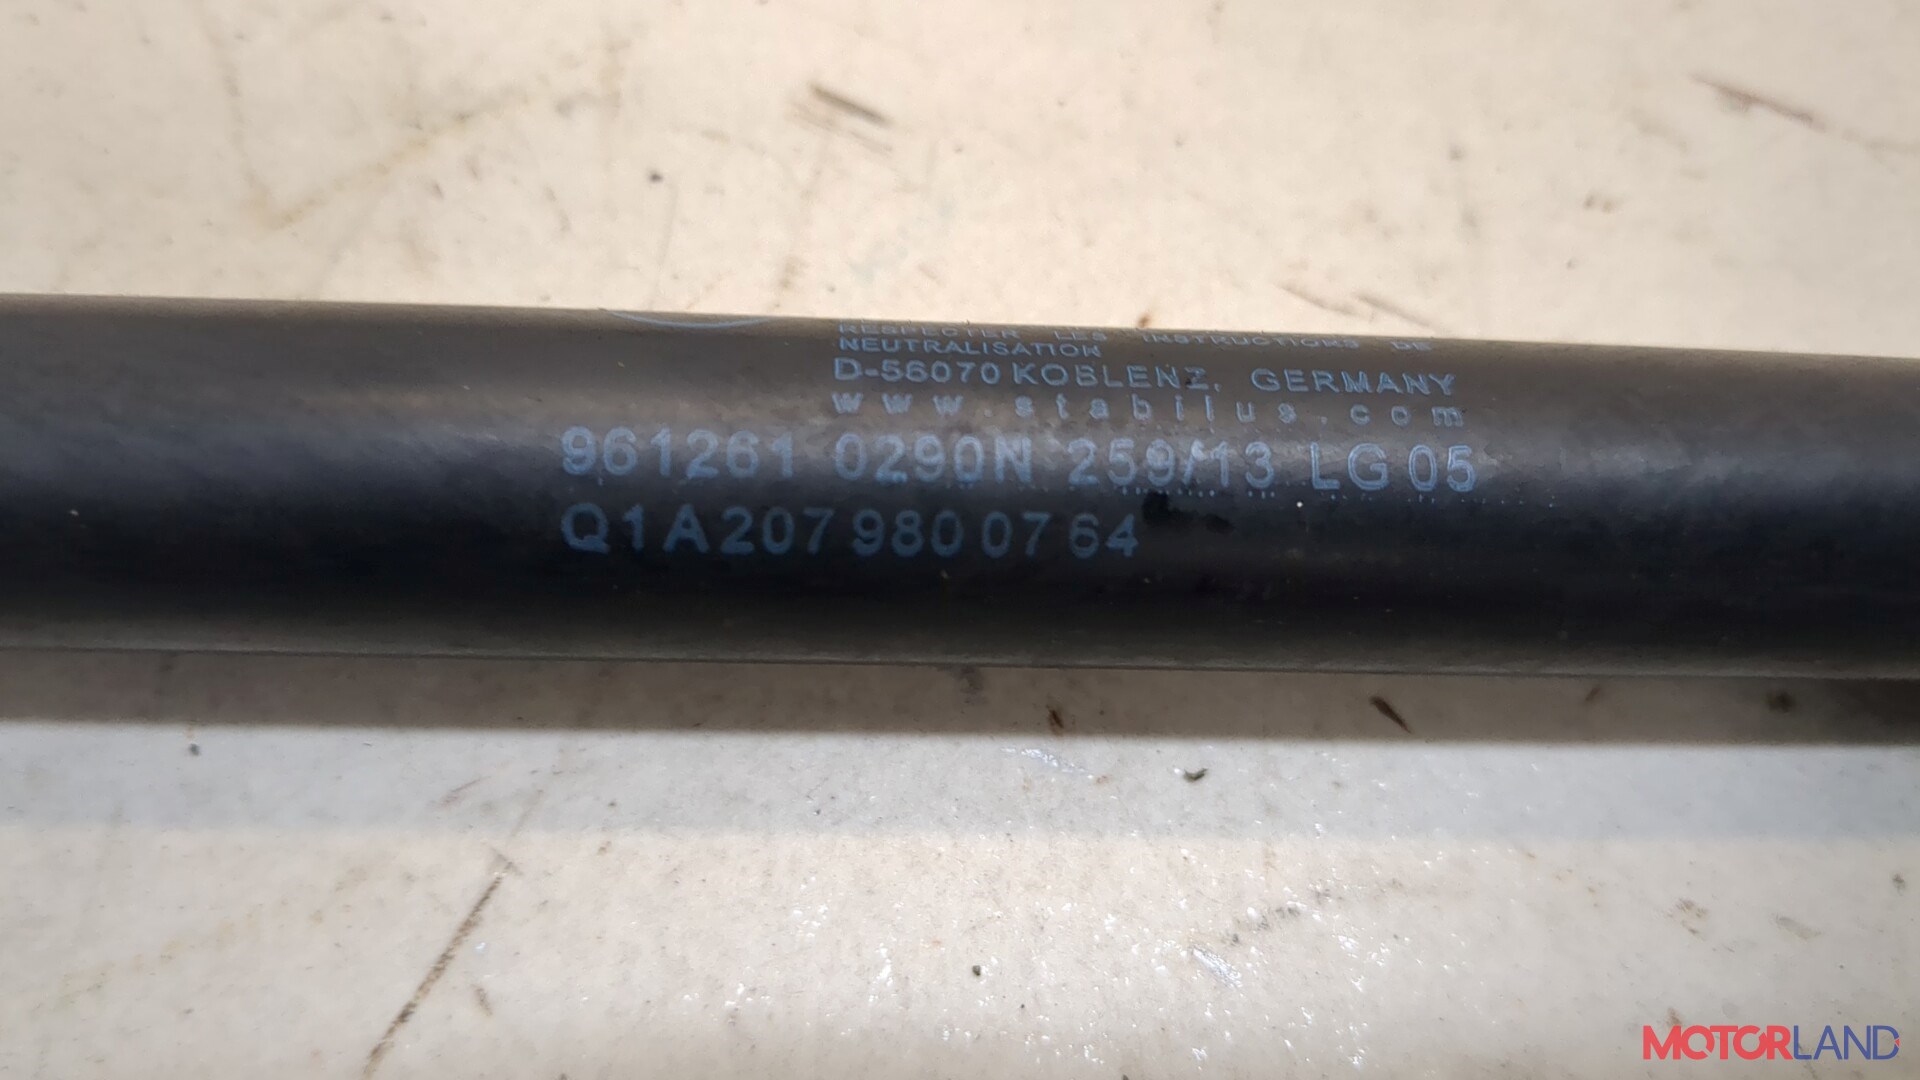 RESPECTER LES INSTRUCTIONS DE
NEUTRALISATION
D-56070 KOBLENZ, GERMANY
www.stabilus.com
961261 0290N 259/13 LG 05
Q1A207 980 07 64
MOTORLAND